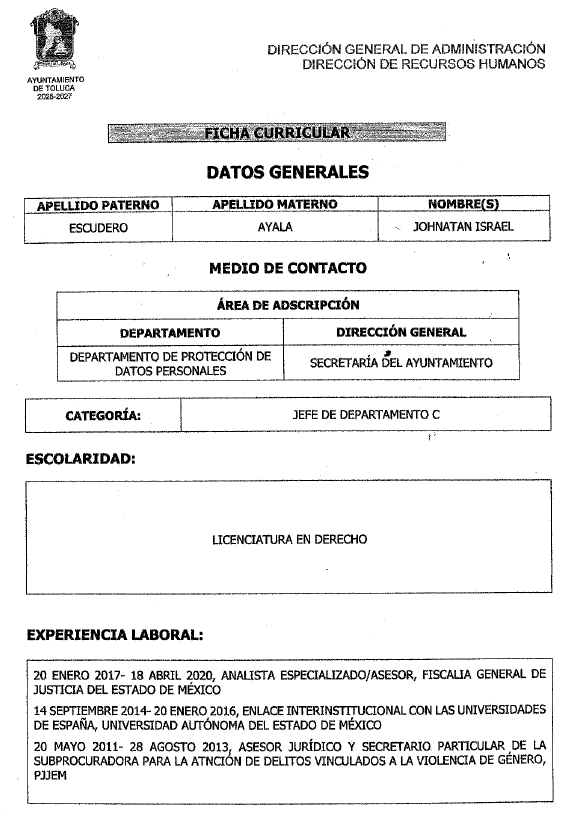 AYUNTAMIENTO
DE TOLUCA
2025-2027
DIRECCIÓN GENERAL DE ADMINISTRACIÓN
DIRECCIÓN DE RECURSOS HUMANOS
FICHA CURRICULAR
DATOS GENERALES
APELLIDO PATERNO APELLIDO MATERNO NOMBRE(S)
ESCUDERO AYALA JOHNATAN ISRAEL
MEDIO DE CONTACTO
ÁREA DE ADSCRIPCIÓN
DEPARTAMENTO DIRECCIÓN GENERAL
DEPARTAMENTO DE PROTECCIÓN DE
DATOS PERSONALES
SECRETARÍA DEL AYUNTAMIENTO
CATEGORÍA: JEFE DE DEPARTAMENTO C
ESCOLARIDAD:
LICENCIATURA EN DERECHO
EXPERIENCIA LABORAL:
20 ENERO 2017- 18 ABRIL 2020, ANALISTA ESPECIALIZADO/ASESOR, FISCALIA GENERAL DE
JUSTICIA DEL ESTADO DE MÉXICO
14 SEPTIEMBRE 2014- 20 ENERO 2016, ENLACE INTERINSTITUCIONAL CON LAS UNIVERSIDADES
DE ESPAÑA, UNIVERSIDAD AUTÓNOMA DEL ESTADO DE MÉXICO
20 MAYO 2011- 28 AGOSTO 2013, ASESOR JURÍDICO Y SECRETARIO PARTICULAR DE LA
SUBPROCURADORA PARA LA ATNCIÓN DE DELITOS VINCULADOS A LA VIOLENCIA DE GÉNERO,
PJJEM